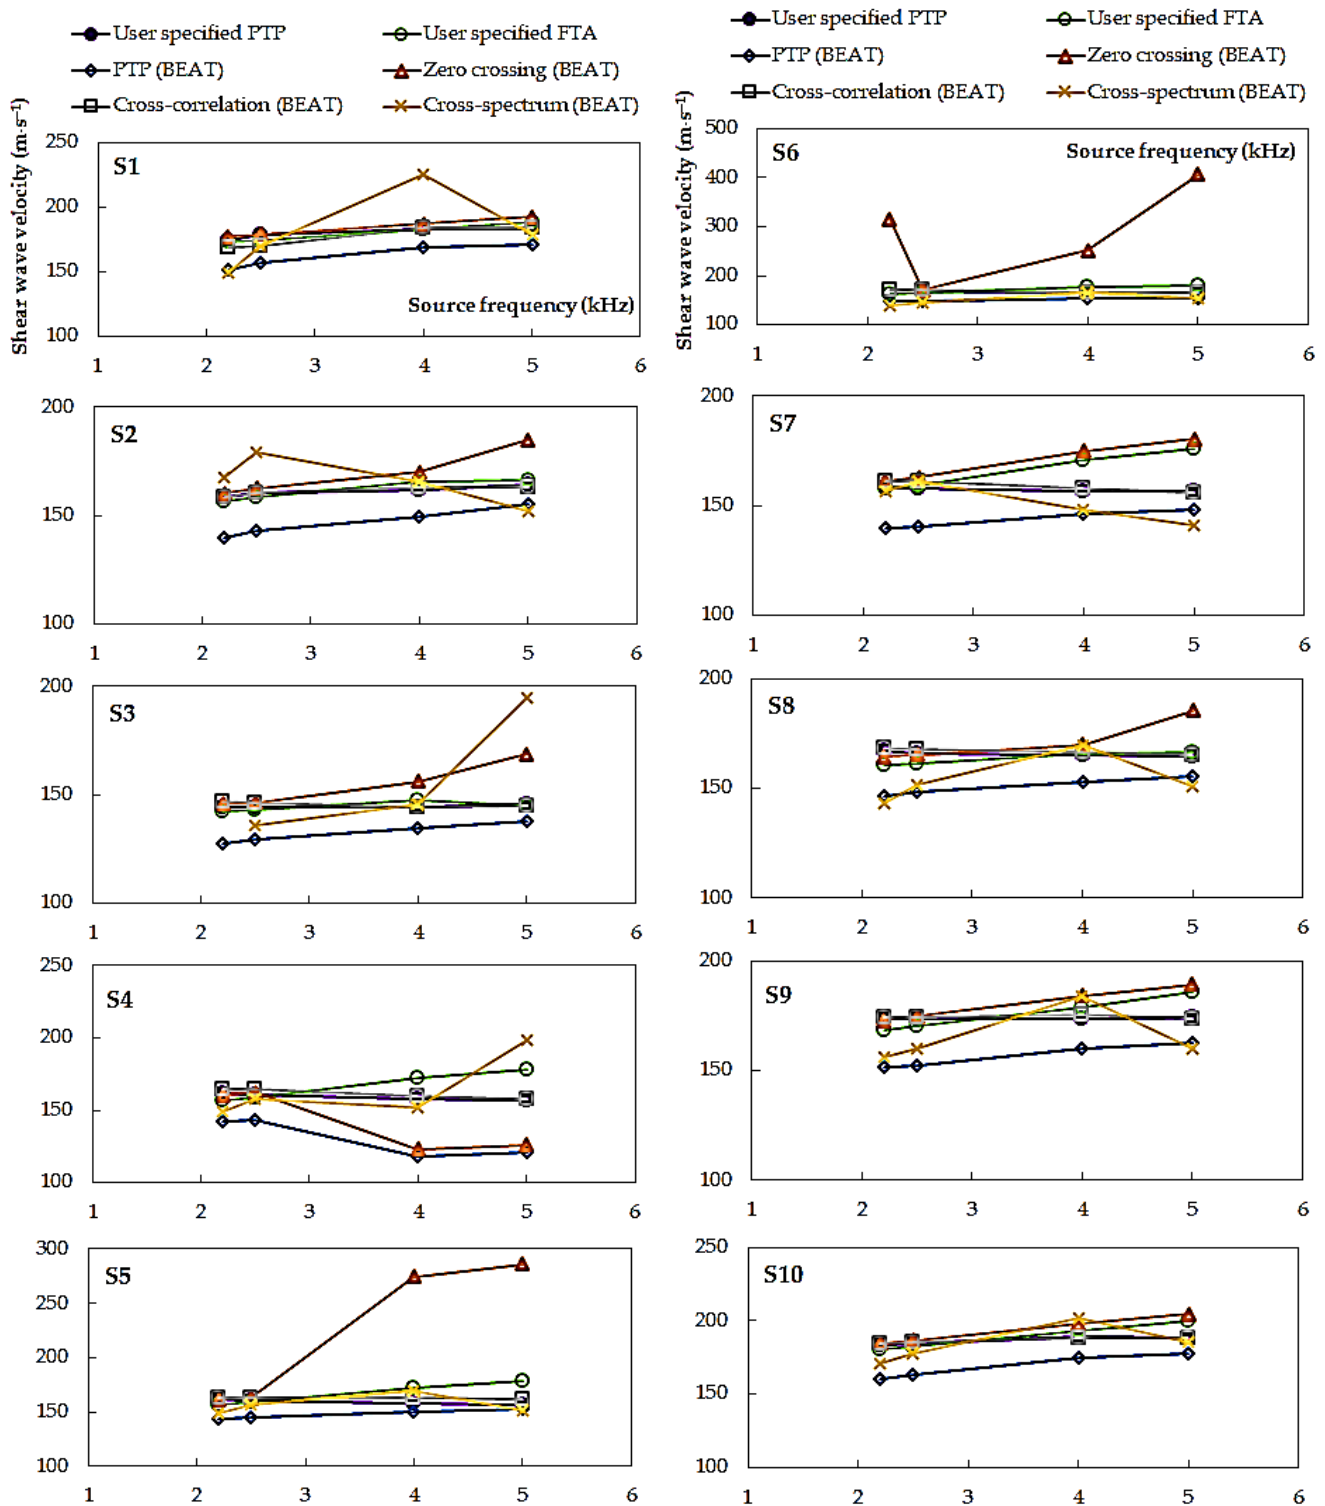 User specified PTP
User specified FTA
PTP (BEAT)
Zero crossing (BEAT)
Cross-correlation (BEAT)
Cross-spectrum (BEAT)
Shear wave velocity (m·s⁻¹)
250
200
150
100
S1
Source frequency (kHz)
1 2 3 4 5 6
200
150
100
S2
1 2 3 4 5 6
200
150
100
S3
1 2 3 4 5 6
250
200
150
100
S4
1 2 3 4 5 6
300
250
200
150
100
S5
1 2 3 4 5 6
User specified PTP
User specified FTA
PTP (BEAT)
Zero crossing (BEAT)
Cross-correlation (BEAT)
Cross-spectrum (BEAT)
Shear wave velocity (m·s⁻¹)
500
400
300
200
100
S6
Source frequency (kHz)
1 2 3 4 5 6
200
150
100
S7
1 2 3 4 5 6
200
150
100
S8
1 2 3 4 5 6
200
150
100
S9
1 2 3 4 5 6
250
200
150
100
S10
1 2 3 4 5 6